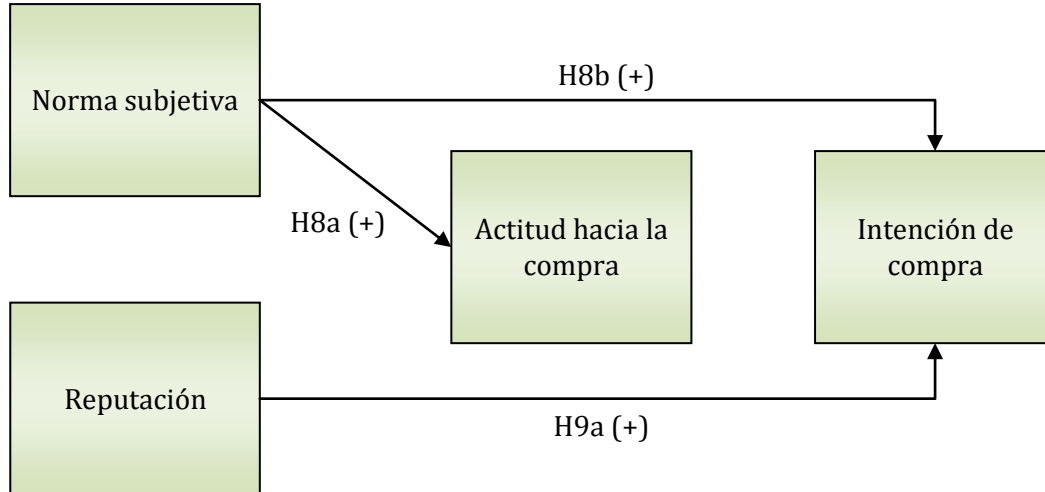 Norma subjetiva
H8b (+)
H8a (+)
Actitud hacia la
compra
Intención de
compra
Reputación
H9a (+)